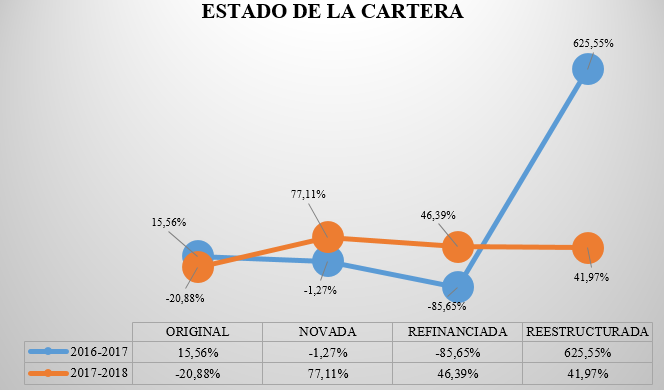 ESTADO DE LA CARTERA
625,55%
77,11%
46,39%
15,56%
41,97%
-1,27%
-20,88%
-85,65%
ORIGINAL NOVADA REFINANCIADA REESTRUCTURADA
2016-2017 15,56% -1,27% -85,65% 625,55%
2017-2018 -20,88% 77,11% 46,39% 41,97%